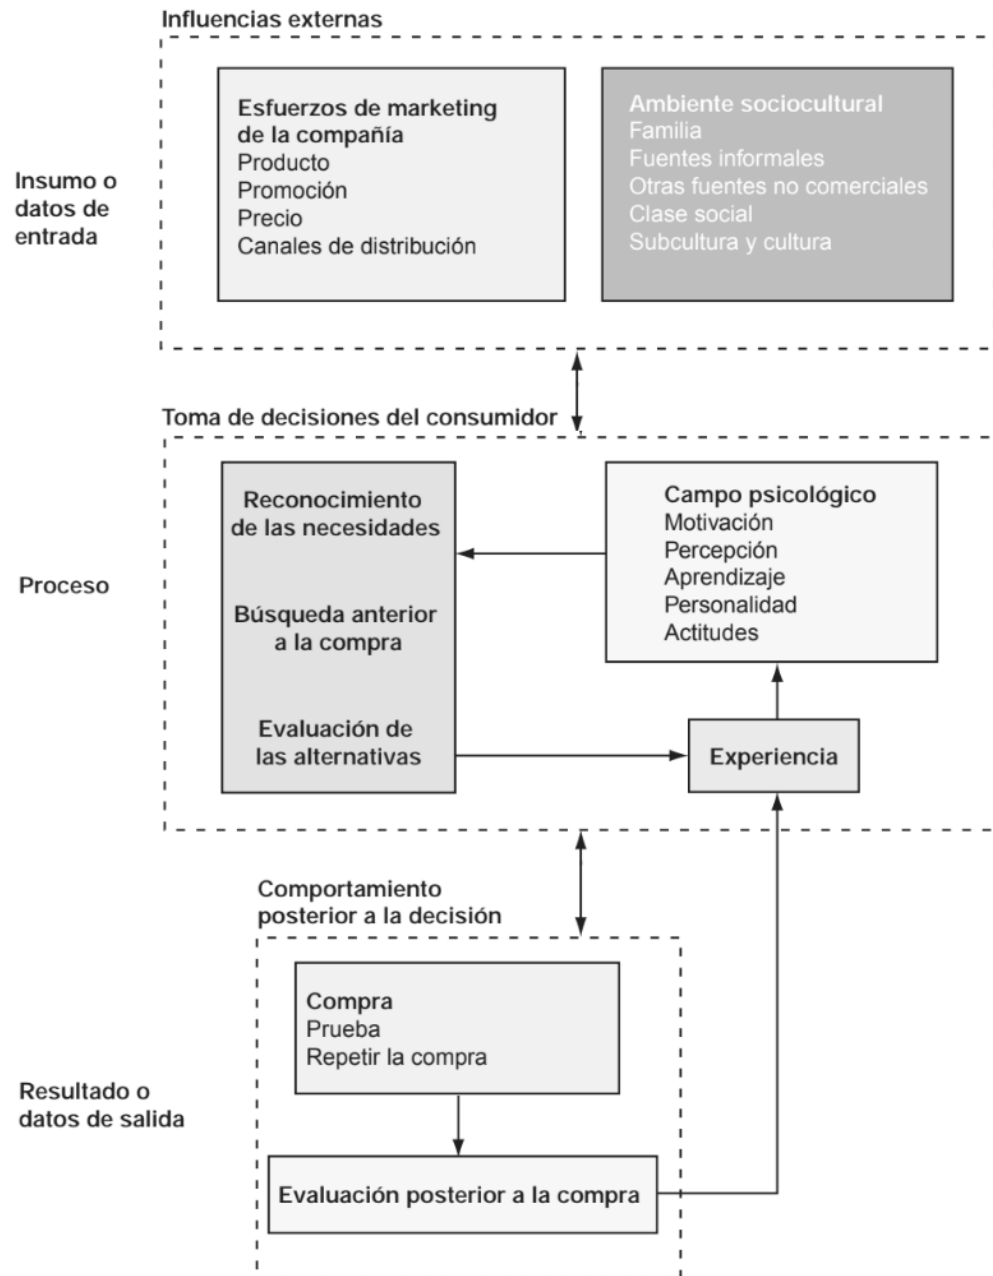 Influencias externas
Esfuerzos de marketing
de la compañía
Producto
Promoción
Precio
Canales de distribución
Ambiente sociocultural
Familia
Fuentes informales
Otras fuentes no comerciales
Clase social
Subcultura y cultura
Insumo o
datos de
entrada
Toma de decisiones del consumidor
Reconocimiento
de las necesidades
Búsqueda anterior
a la compra
Evaluación de
las alternativas
Campo psicológico
Motivación
Percepción
Aprendizaje
Personalidad
Actitudes
Experiencia
Proceso
Comportamiento
posterior a la decisión
Compra
Prueba
Repetir la compra
Evaluación posterior a la compra
Resultado o
datos de salida